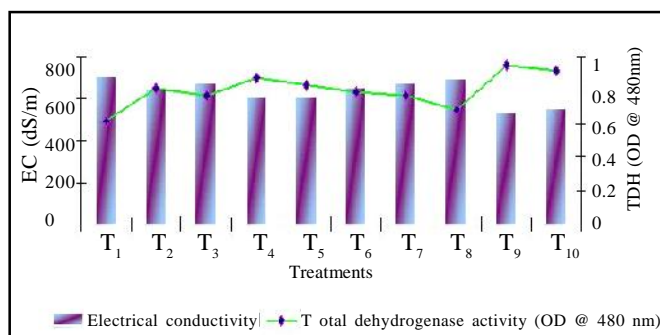 800
600
400
200
0
EC (dS/m)
1
0.8
0.6
0.4
0.2
0
TDH (OD @ 480nm)
T1 T2 T3 T4 T5 T6 T7 T8 T9 T10
Treatments
Electrical conductivity T otal dehydrogenase activity (OD @ 480 nm)